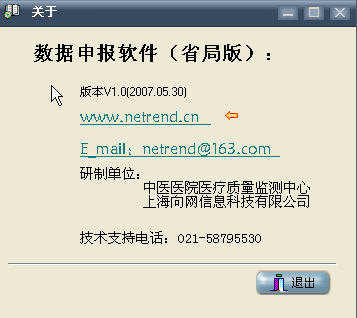 关于
数据申报软件（省局版）：
版本V1.0(2007.05.30)
www.netrend.cn
E_mail：netrend@163.com
研制单位：
中医医院医疗质量监测中心
上海向网信息科技有限公司
技术支持电话：021-58795530
退出